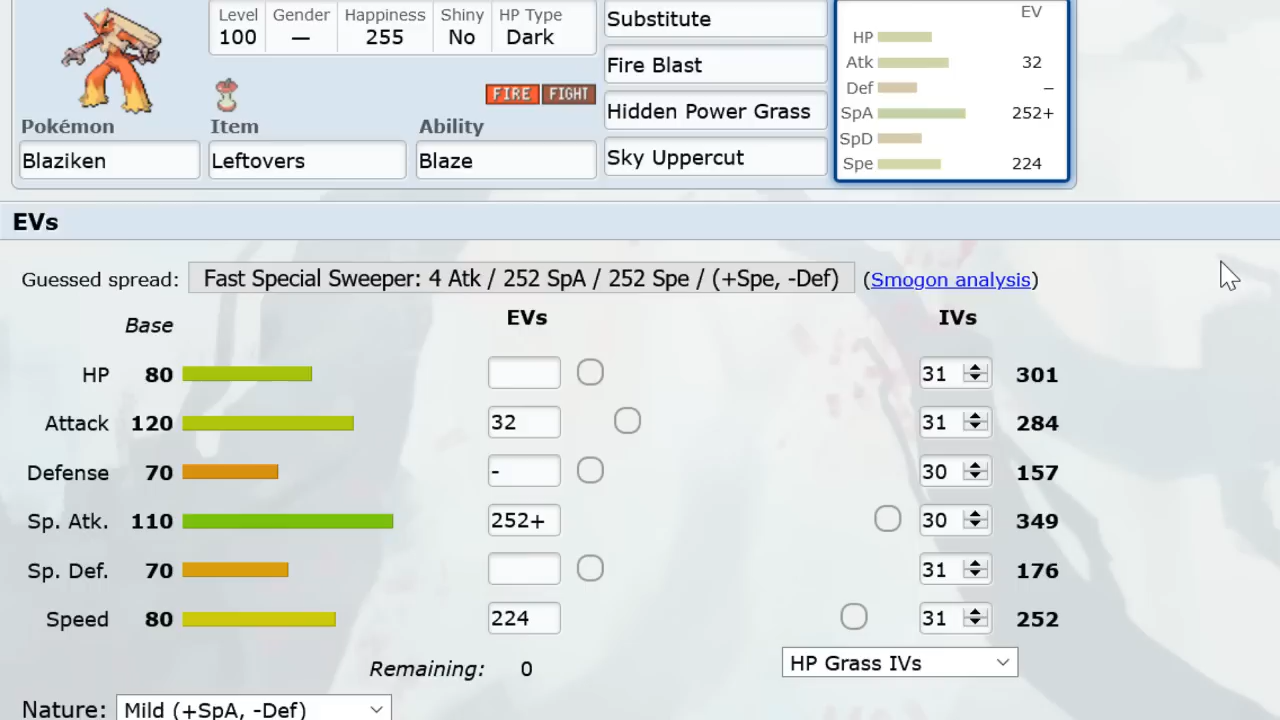 Level Gender Happiness Shiny HP Type
100 — 255 No Dark
FIRE FIGHT
Pokémon Item Ability
Blaziken Leftovers Blaze
Substitute
Fire Blast
Hidden Power Grass
Sky Uppercut
EV
HP
Atk 32
Def –
SpA 252+
SpD
Spe 224
EVs
Guessed spread: Fast Special Sweeper: 4 Atk / 252 SpA / 252 Spe / (+Spe, -Def) (Smogon analysis)
Base EVs IVs
HP 80 31 301
Attack 120 32 31 284
Defense 70 - 30 157
Sp. Atk. 110 252+ 30 349
Sp. Def. 70 31 176
Speed 80 224 31 252
Remaining: 0 HP Grass IVs
Nature: Mild (+SpA, -Def)